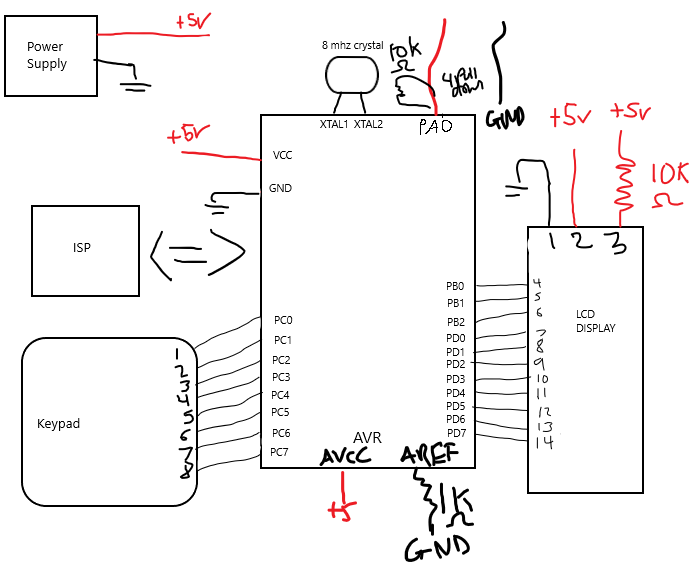 +5V
Power
Supply
8 mhz crystal
10K
Ω
4 pull
down
XTAL1 XTAL2
PA0
GND
+5V
VCC
GND
+5V
+5V
10K
Ω
1 2 3
ISP
PB0
PB1
PB2
PD0
PD1
PD2
PD3
PD4
PD5
PD6
PD7
4
5
6
7
8
9
10
11
12
13
14
LCD
DISPLAY
PC0
PC1
PC2
PC3
PC4
PC5
PC6
PC7
1
2
3
4
5
6
7
8
Keypad
AVR
AVCC
AREF
+5
1K
Ω
GND